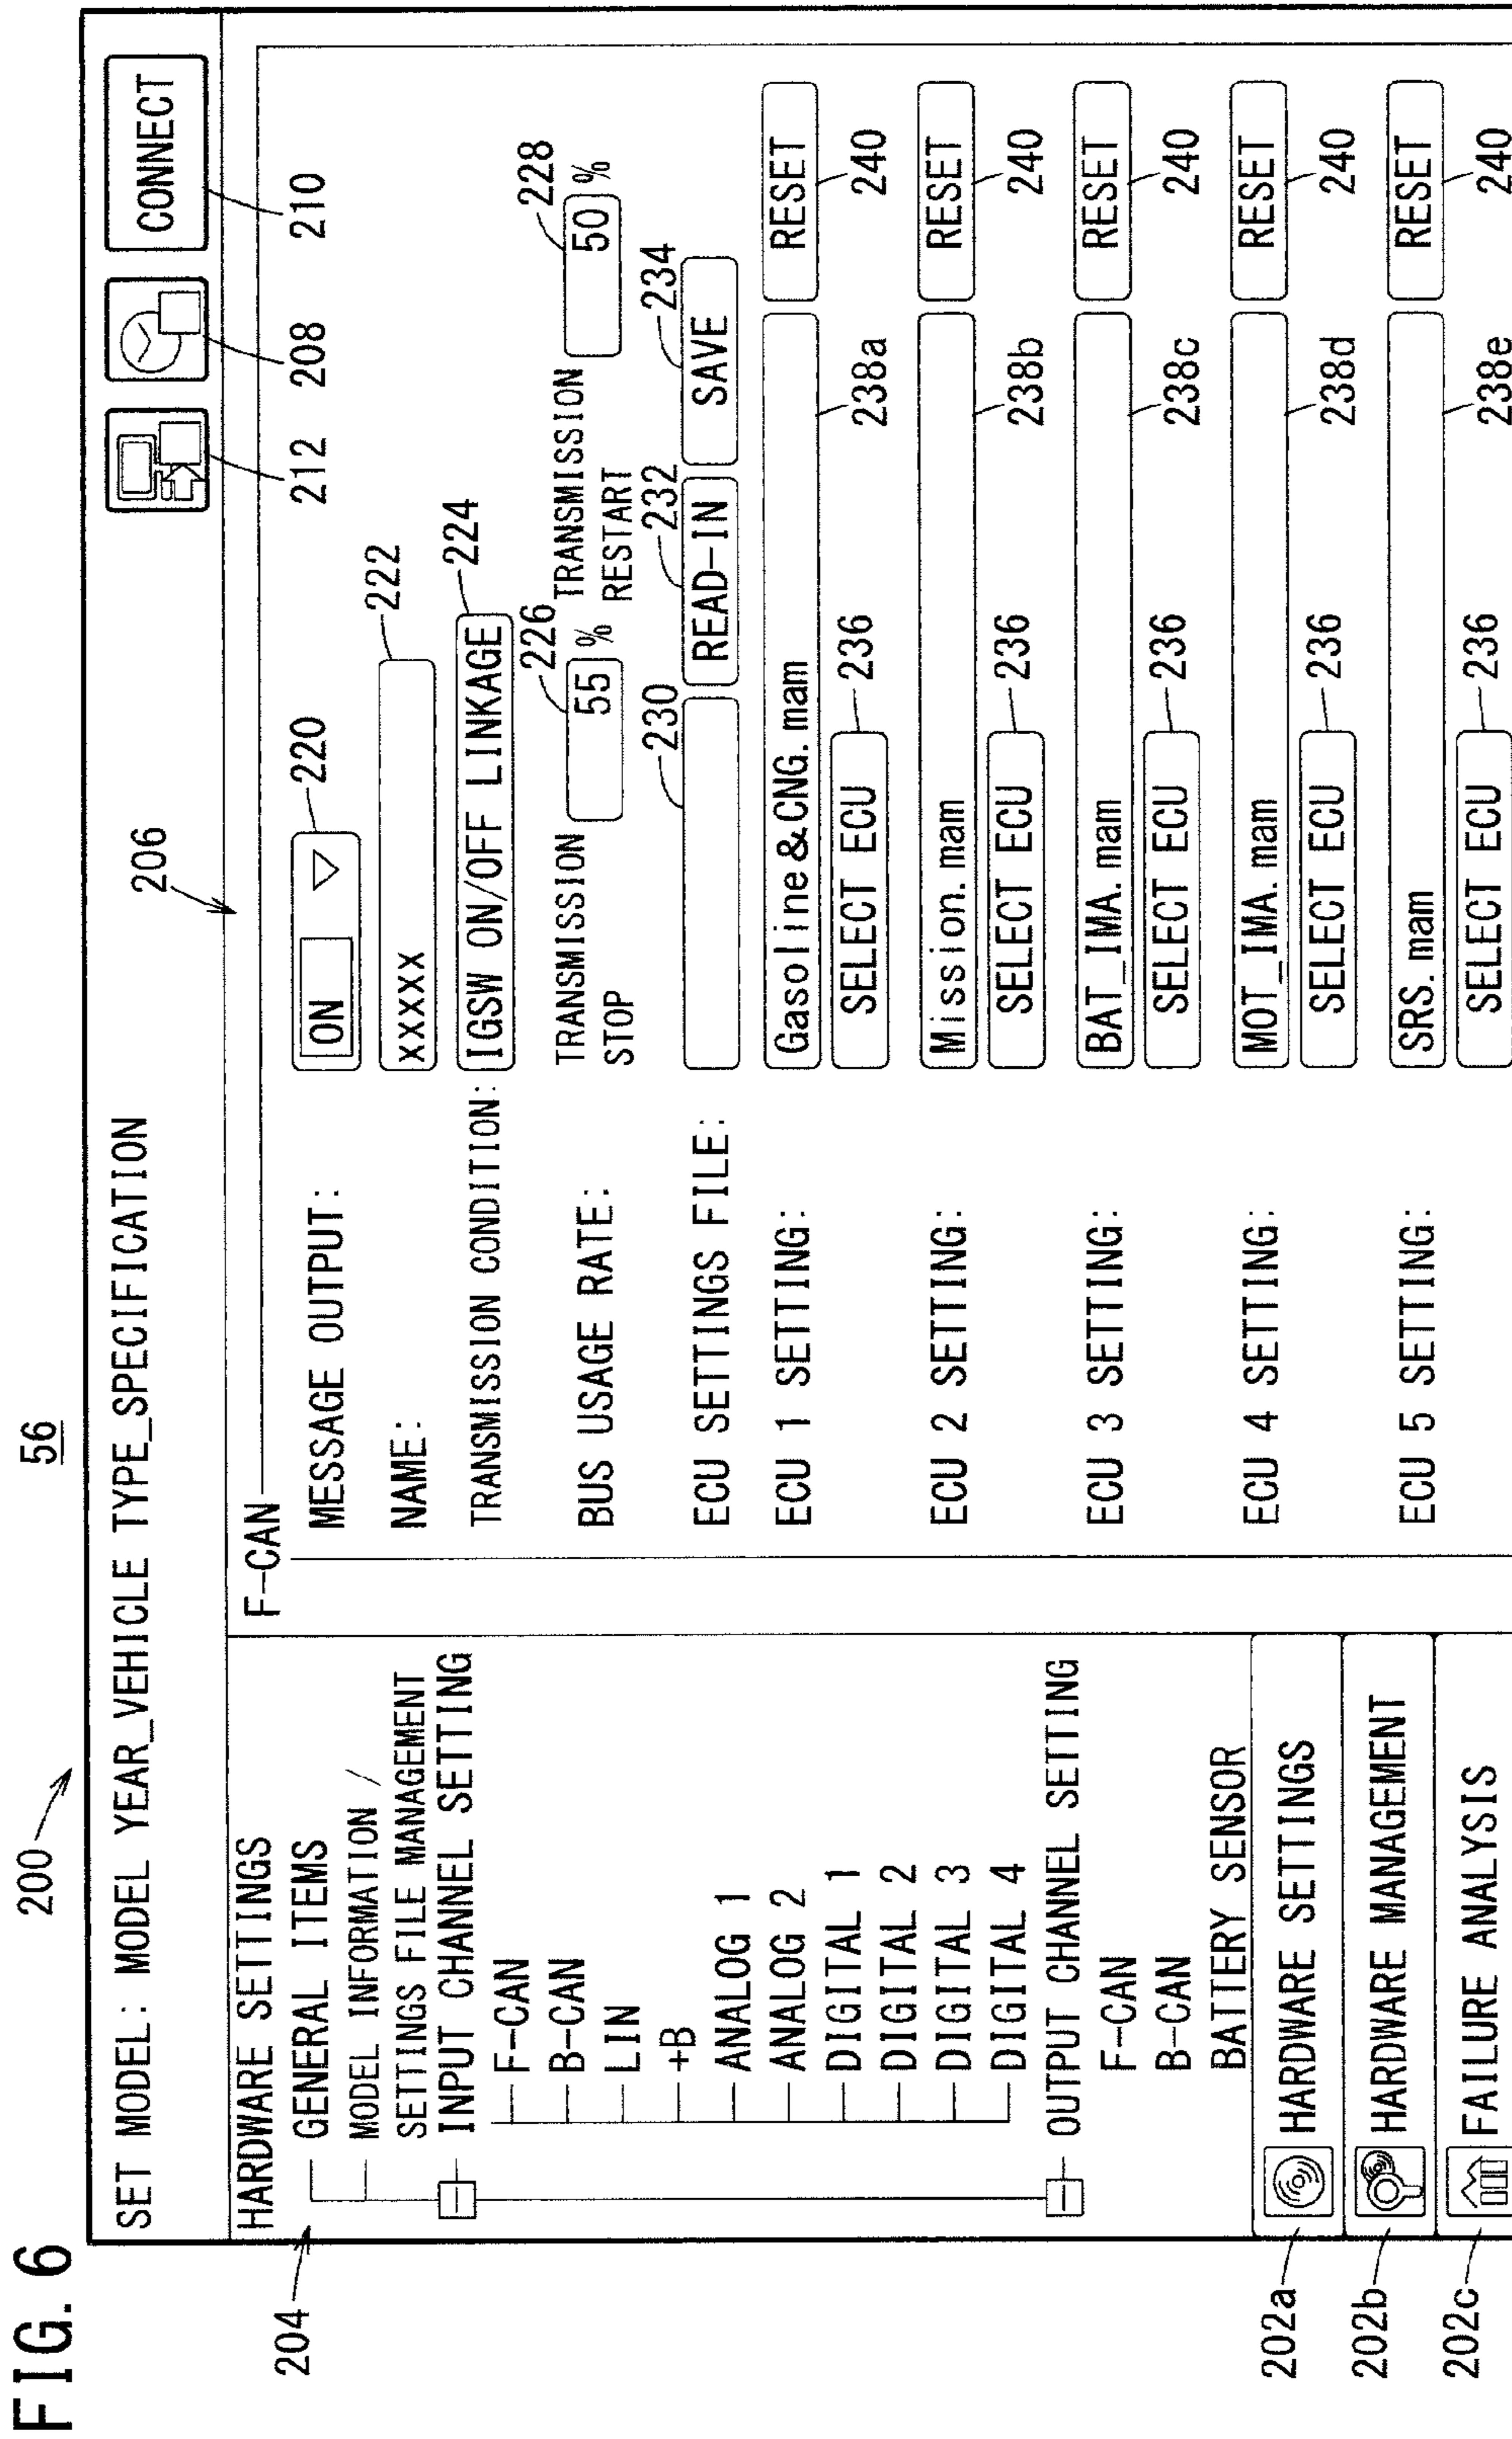 FIG. 6
200
56
SET MODEL: MODEL YEAR_VEHICLE TYPE_SPECIFICATION
CONNECT
212
208
210
206
204
HARDWARE SETTINGS
GENERAL ITEMS
MODEL INFORMATION /
SETTINGS FILE MANAGEMENT
INPUT CHANNEL SETTING
F-CAN
B-CAN
LIN
+B
ANALOG 1
ANALOG 2
DIGITAL 1
DIGITAL 2
DIGITAL 3
DIGITAL 4
OUTPUT CHANNEL SETTING
F-CAN
B-CAN
BATTERY SENSOR
202a
HARDWARE SETTINGS
202b
HARDWARE MANAGEMENT
202c
FAILURE ANALYSIS
F-CAN
MESSAGE OUTPUT:
ON
220
NAME:
xxxxx
222
TRANSMISSION CONDITION:
IGSW ON/OFF LINKAGE
224
BUS USAGE RATE:
TRANSMISSION
STOP
55
%
226
TRANSMISSION
RESTART
50
%
228
ECU SETTINGS FILE:
230
READ-IN
232
SAVE
234
ECU 1 SETTING:
Gasoline&CNG.mam
RESET
SELECT ECU
236
238a
240
ECU 2 SETTING:
Mission.mam
RESET
SELECT ECU
236
238b
240
ECU 3 SETTING:
BAT_IMA.mam
RESET
SELECT ECU
236
238c
240
ECU 4 SETTING:
MOT_IMA.mam
RESET
SELECT ECU
236
238d
240
ECU 5 SETTING:
SRS.mam
RESET
SELECT ECU
236
238e
240